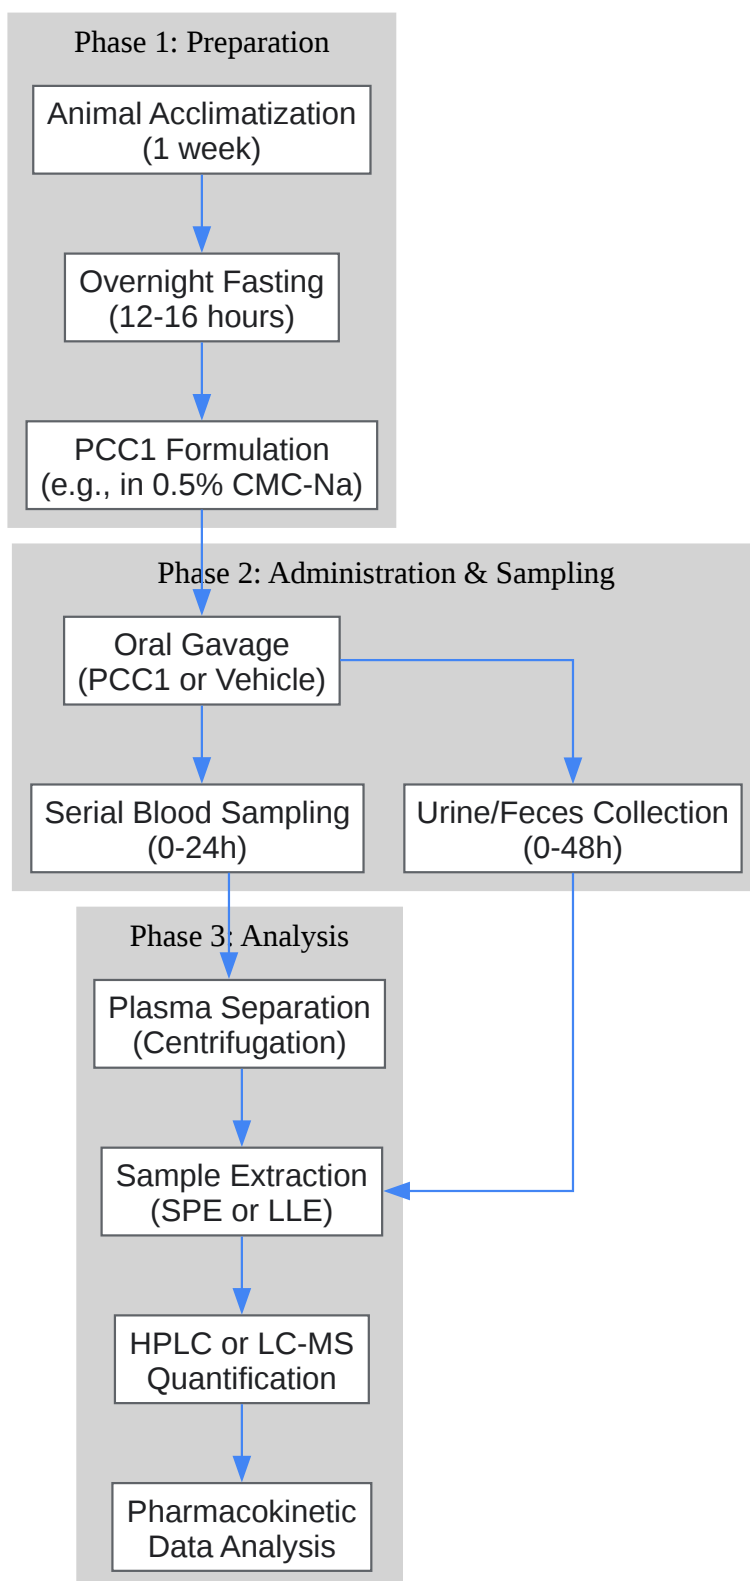 Phase 1: Preparation
Animal Acclimatization
(1 week)
Overnight Fasting
(12-16 hours)
PCC1 Formulation
(e.g., in 0.5% CMC-Na)
Phase 2: Administration & Sampling
Oral Gavage
(PCC1 or Vehicle)
Serial Blood Sampling
(0-24h)
Urine/Feces Collection
(0-48h)
Phase 3: Analysis
Plasma Separation
(Centrifugation)
Sample Extraction
(SPE or LLE)
HPLC or LC-MS
Quantification
Pharmacokinetic
Data Analysis